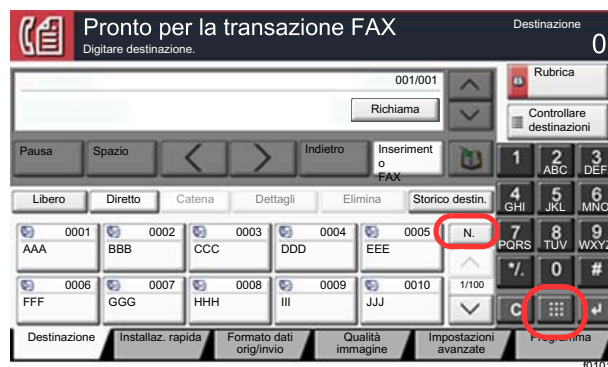 Pronto per la transazione FAX
Digitare destinazione.
Destinazione
0
001/001
Richiama
Rubrica
Controllare
destinazioni
Pausa
Spazio
Indietro
Inseriment
o
FAX
Libero
Diretto
Catena
Dettagli
Elimina
Storico destin.
0001
AAA
0002
BBB
0003
CCC
0004
DDD
0005
EEE
N.
0006
FFF
0007
GGG
0008
HHH
0009
III
0010
JJJ
1/100
1
2
ABC
3
DEF
4
GHI
5
JKL
6
MNO
7
PQRS
8
TUV
9
WXYZ
*/.
0
#
C
Destinazione
Installaz. rapida
Formato dati
orig/invio
Qualità
immagine
Impostazioni
avanzate
Programma